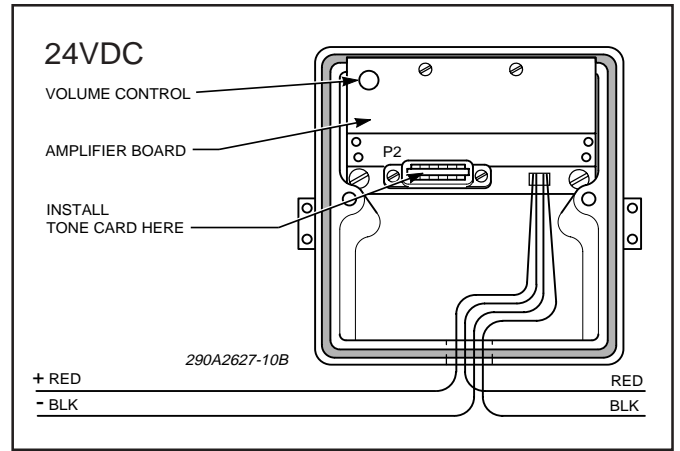 24VDC
VOLUME CONTROL
AMPLIFIER BOARD
P2
INSTALL
TONE CARD HERE
290A2627-10B
+ RED
- BLK
RED
BLK